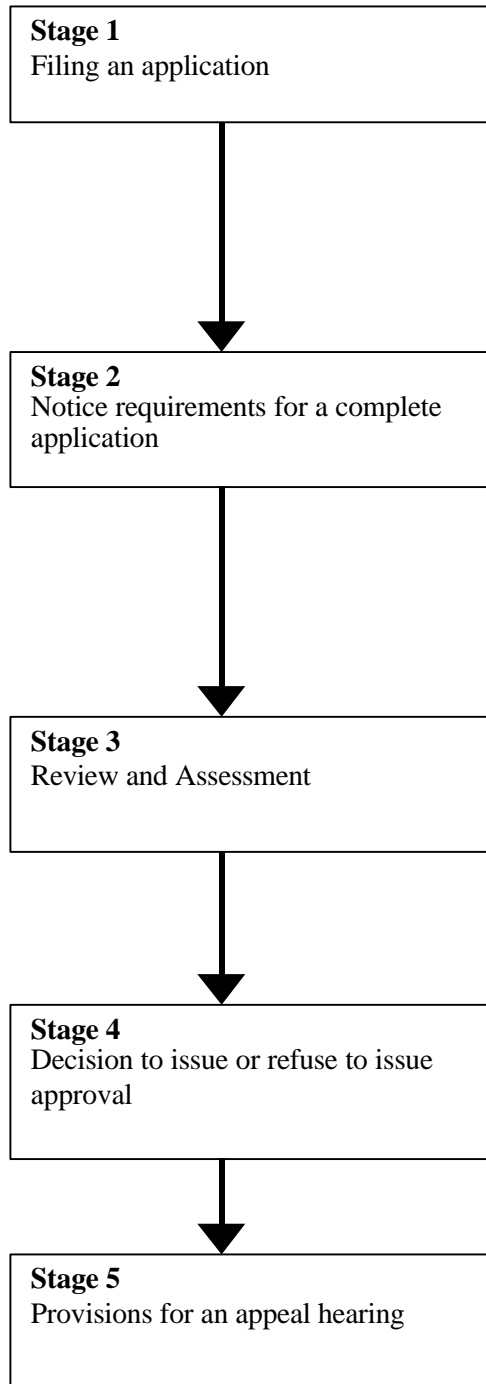 Stage 1
Filing an application
Stage 2
Notice requirements for a complete
application
Stage 3
Review and Assessment
Stage 4
Decision to issue or refuse to issue
approval
Stage 5
Provisions for an appeal hearing